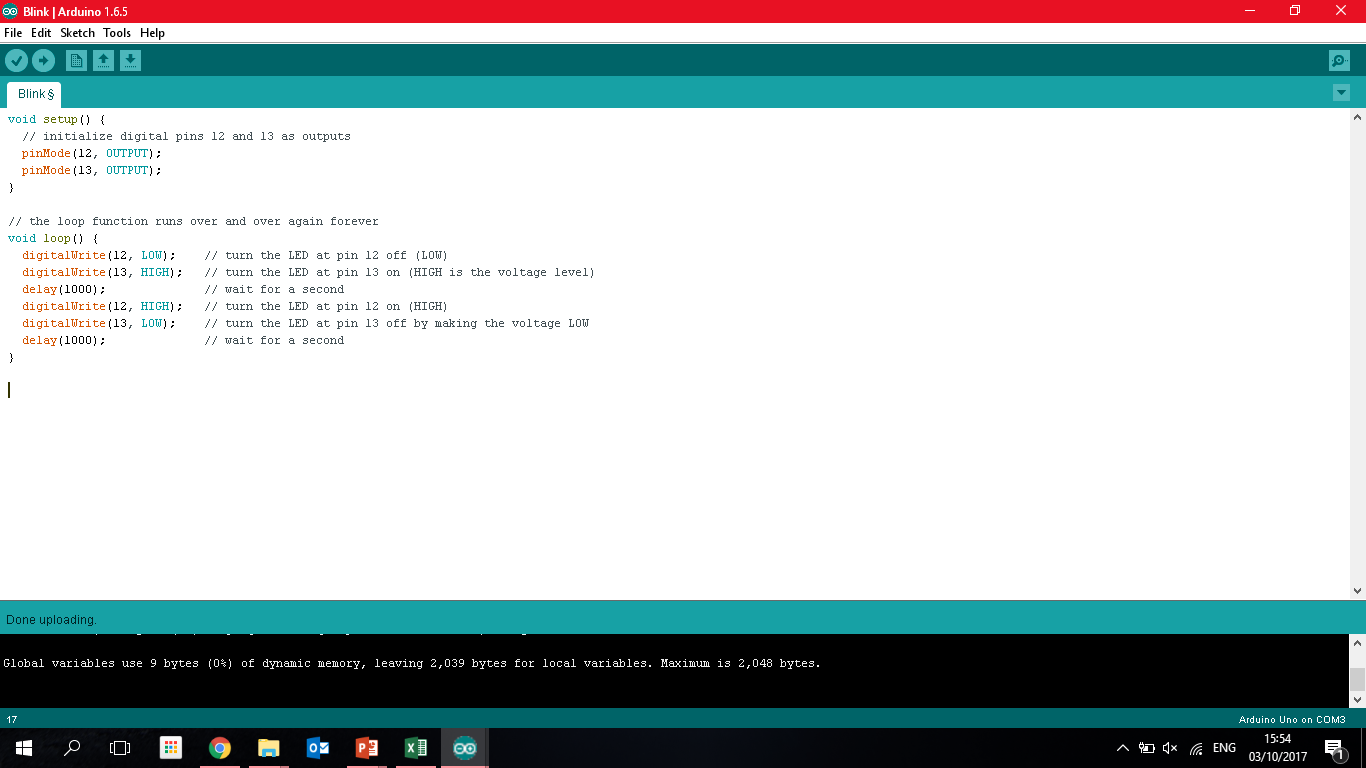 Blink | Arduino 1.6.5
File Edit Sketch Tools Help
Blink §
void setup() {
  // initialize digital pins 12 and 13 as outputs
  pinMode(12, OUTPUT);
  pinMode(13, OUTPUT);
}
// the loop function runs over and over again forever
void loop() {
  digitalWrite(12, LOW);    // turn the LED at pin 12 off (LOW)
  digitalWrite(13, HIGH);   // turn the LED at pin 13 on (HIGH is the voltage level)
  delay(1000);              // wait for a second
  digitalWrite(12, HIGH);   // turn the LED at pin 12 on (HIGH)
  digitalWrite(13, LOW);    // turn the LED at pin 13 off by making the voltage LOW
  delay(1000);              // wait for a second
}
Done uploading.
Global variables use 9 bytes (0%) of dynamic memory, leaving 2,039 bytes for local variables. Maximum is 2,048 bytes.
17 Arduino Uno on COM3
ENG 15:54
03/10/2017
1